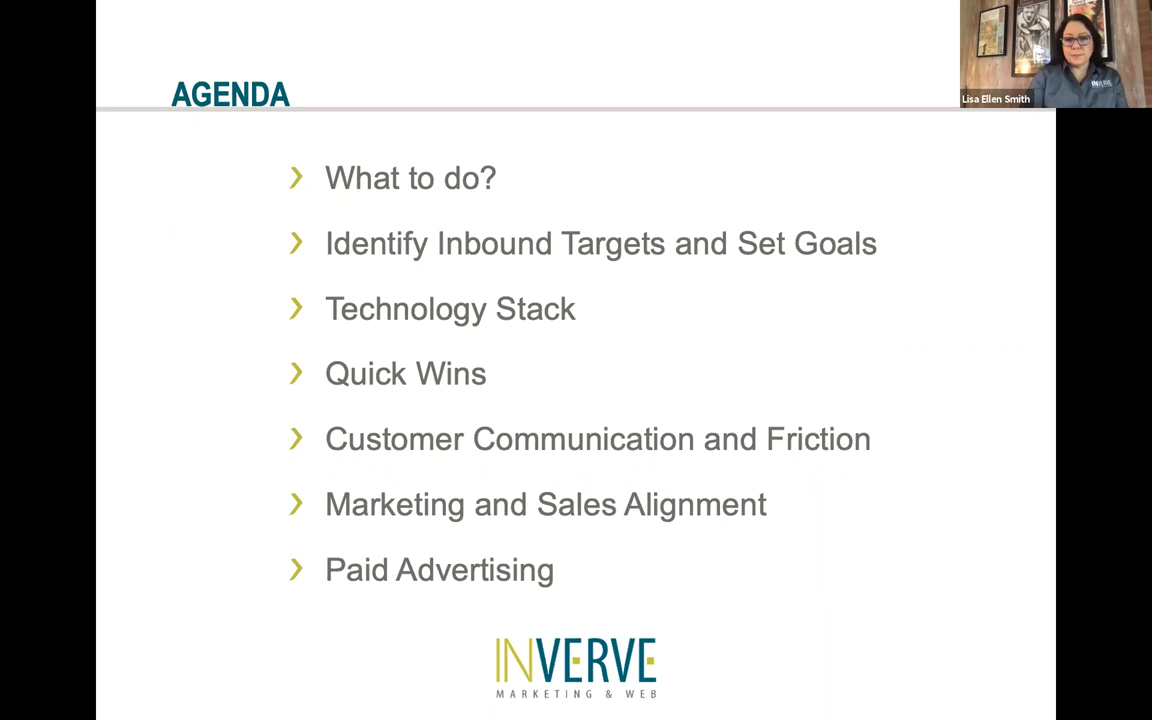 AGENDA
Lisa Ellen Smith
INVERVE
What to do?
Identify Inbound Targets and Set Goals
Technology Stack
Quick Wins
Customer Communication and Friction
Marketing and Sales Alignment
Paid Advertising
INVERVE
MARKETING & WEB